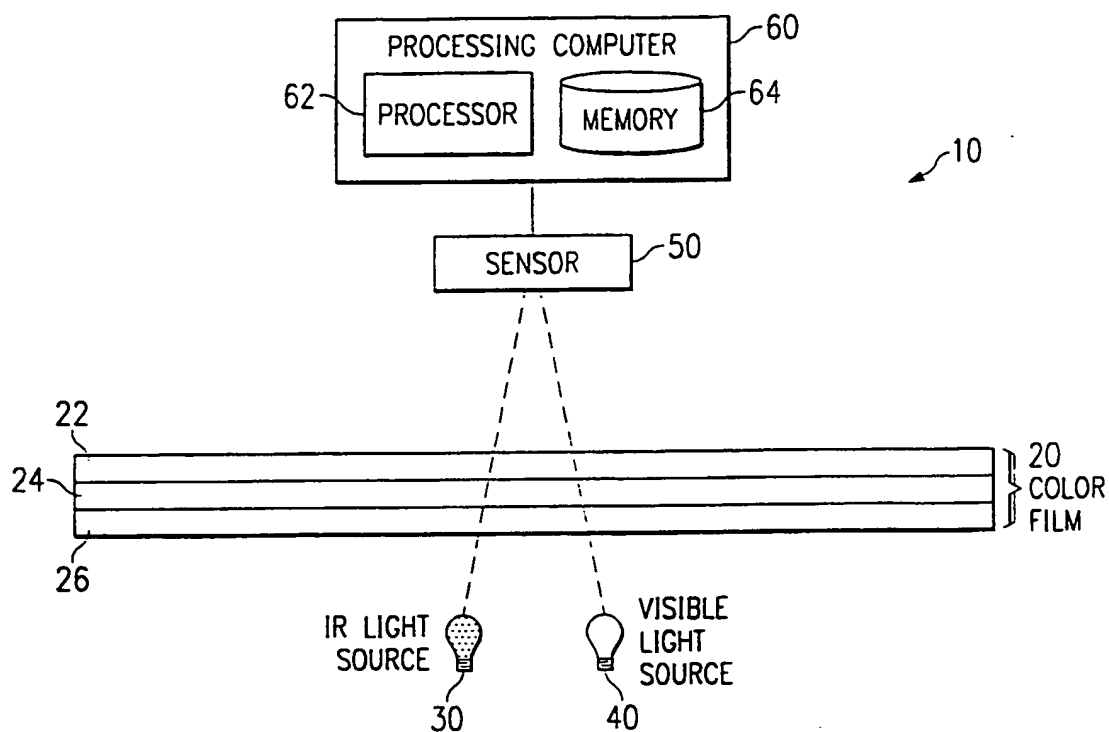 PROCESSING COMPUTER
60
62
PROCESSOR
MEMORY
64
10
SENSOR
50
22
24
26
20
COLOR
FILM
IR LIGHT
SOURCE
VISIBLE
LIGHT
SOURCE
30
40